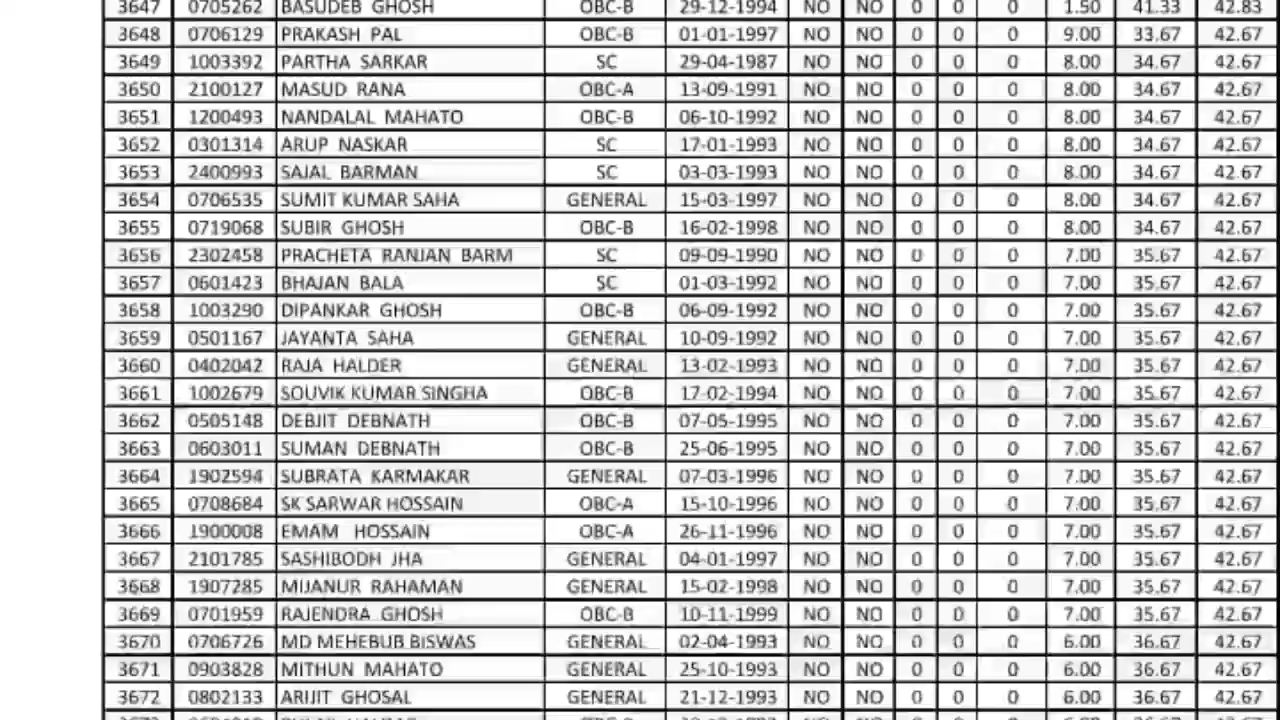 3647 0705262 BASUDEB GHOSH OBC-B 29-12-1994 NO NO 0 0 0 1.50 41.33 42.83
3648 0706129 PRAKASH PAL OBC-B 01-01-1997 NO NO 0 0 0 9.00 33.67 42.67
3649 1003392 PARTHA SARKAR SC 29-04-1987 NO NO 0 0 0 8.00 34.67 42.67
3650 2100127 MASUD RANA OBC-A 13-09-1991 NO NO 0 0 0 8.00 34.67 42.67
3651 1200493 NANDALAL MAHATO OBC-B 06-10-1992 NO NO 0 0 0 8.00 34.67 42.67
3652 0301314 ARUP NASKAR SC 17-01-1993 NO NO 0 0 0 8.00 34.67 42.67
3653 2400993 SAJAL BARMAN SC 03-03-1993 NO NO 0 0 0 8.00 34.67 42.67
3654 0706535 SUMIT KUMAR SAHA GENERAL 15-03-1997 NO NO 0 0 0 8.00 34.67 42.67
3655 0719068 SUBIR GHOSH OBC-B 16-02-1998 NO NO 0 0 0 8.00 34.67 42.67
3656 2302458 PRACHETA RANJAN BARM SC 09-09-1990 NO NO 0 0 0 7.00 35.67 42.67
3657 0601423 BHAJAN BALA SC 01-03-1992 NO NO 0 0 0 7.00 35.67 42.67
3658 1003290 DIPANKAR GHOSH OBC-B 06-09-1992 NO NO 0 0 0 7.00 35.67 42.67
3659 0501167 JAYANTA SAHA GENERAL 10-09-1992 NO NO 0 0 0 7.00 35.67 42.67
3660 0402042 RAJA HALDER GENERAL 13-02-1993 NO NO 0 0 0 7.00 35.67 42.67
3661 1002679 SOUVIK KUMAR SINGHA OBC-B 17-02-1994 NO NO 0 0 0 7.00 35.67 42.67
3662 0505148 DEBJIT DEBNATH OBC-B 07-05-1995 NO NO 0 0 0 7.00 35.67 42.67
3663 0603011 SUMAN DEBNATH OBC-B 25-06-1995 NO NO 0 0 0 7.00 35.67 42.67
3664 1902594 SUBRATA KARMAKAR GENERAL 07-03-1996 NO NO 0 0 0 7.00 35.67 42.67
3665 0708684 SK SARWAR HOSSAIN OBC-A 15-10-1996 NO NO 0 0 0 7.00 35.67 42.67
3666 1900008 EMAM HOSSAIN OBC-A 26-11-1996 NO NO 0 0 0 7.00 35.67 42.67
3667 2101785 SASHIBODH JHA GENERAL 04-01-1997 NO NO 0 0 0 7.00 35.67 42.67
3668 1907285 MIJANUR RAHAMAN GENERAL 15-02-1998 NO NO 0 0 0 7.00 35.67 42.67
3669 0701959 RAJENDRA GHOSH OBC-B 10-11-1999 NO NO 0 0 0 7.00 35.67 42.67
3670 0706726 MD MEHEBUB BISWAS GENERAL 02-04-1993 NO NO 0 0 0 6.00 36.67 42.67
3671 0903828 MITHUN MAHATO GENERAL 25-10-1993 NO NO 0 0 0 6.00 36.67 42.67
3672 0802133 ARIJIT GHOSAL GENERAL 21-12-1993 NO NO 0 0 0 6.00 36.67 42.67